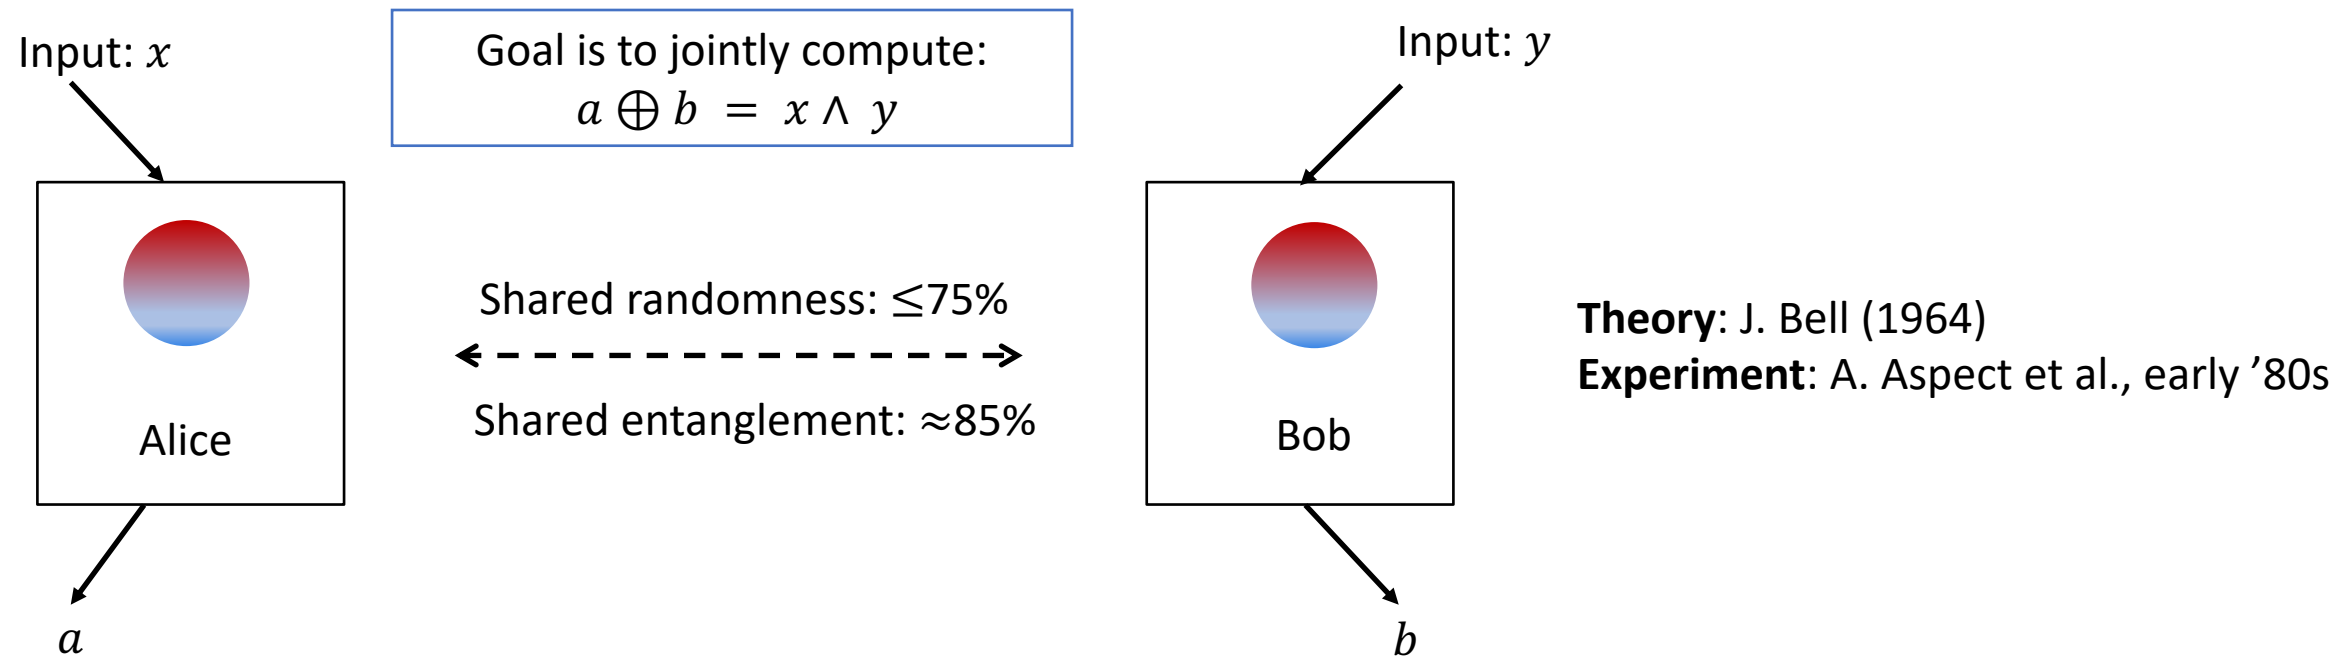 Input: x
Goal is to jointly compute:
a ⊕ b = x ∧ y
Input: y
Alice
Shared randomness: ≤75%
Shared entanglement: ≈85%
Bob
Theory: J. Bell (1964)
Experiment: A. Aspect et al., early ’80s
a
b